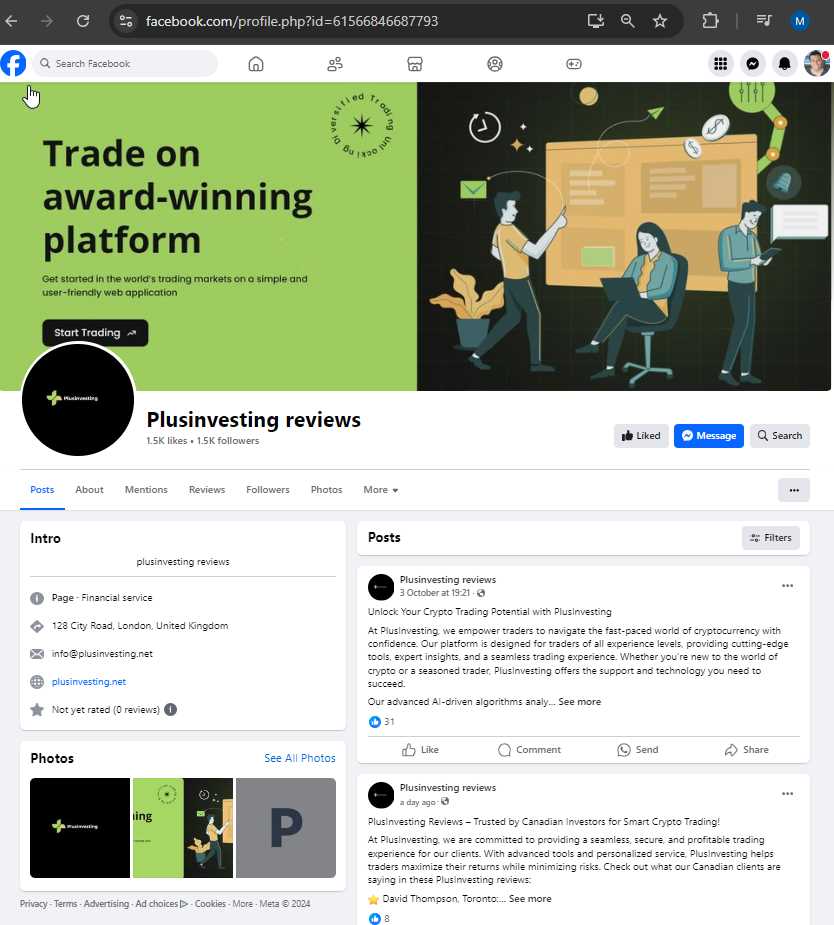 facebook.com/profile.php?id=61566846687793
M
Search Facebook
Diversified Trading Unlocking
Trade on
award-winning
platform
Get started in the world's trading markets on a simple and
user-friendly web application
Start Trading
Plusinvesting
Plusinvesting reviews
1.5K likes • 1.5K followers
Liked
Message
Search
Posts
About
Mentions
Reviews
Followers
Photos
More
Intro
plusinvesting reviews
Page · Financial service
128 City Road, London, United Kingdom
info@plusinvesting.net
plusinvesting.net
Not yet rated (0 reviews)
Photos
See All Photos
Plusinvesting
ning
P
Privacy · Terms · Advertising · Ad choices · Cookies · More · Meta © 2024
Posts
Filters
Plusinvesting reviews
3 October at 19:21 ·
Unlock Your Crypto Trading Potential with PlusInvesting
At PlusInvesting, we empower traders to navigate the fast-paced world of cryptocurrency with
confidence. Our platform is designed for traders of all experience levels, providing cutting-edge
tools, expert insights, and a seamless trading experience. Whether you're new to the world of
crypto or a seasoned trader, PlusInvesting offers the support and technology you need to
succeed.
Our advanced AI-driven algorithms analy... See more
31
Like
Comment
Send
Share
Plusinvesting reviews
a day ago ·
Plusinvesting Reviews – Trusted by Canadian Investors for Smart Crypto Trading!
At PlusInvesting, we are committed to providing a seamless, secure, and profitable trading
experience for our clients. With advanced tools and personalized service, PlusInvesting helps
traders maximize their returns while minimizing risks. Check out what our Canadian clients are
saying in these PlusInvesting reviews:
⭐ David Thompson, Toronto:... See more
8